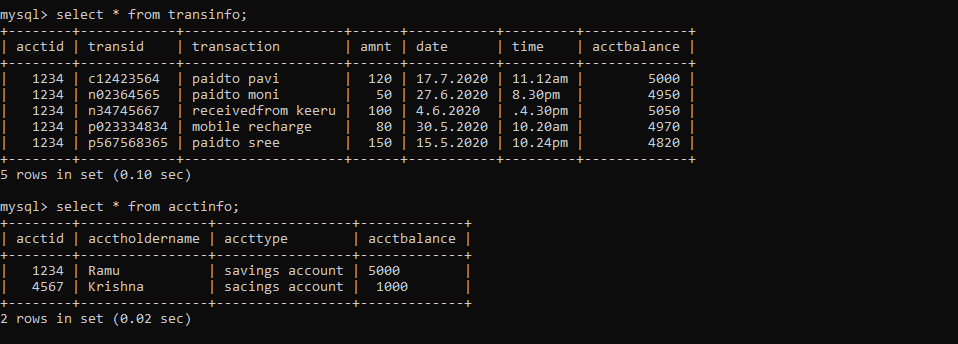 mysql> select * from transinfo;
+--------+------------+--------------------+------+-----------+---------+-------------+
| acctid | transid    | transaction        | amnt | date      | time    | acctbalance |
+--------+------------+--------------------+------+-----------+---------+-------------+
|   1234 | c12423564  | paidto pavi        |  120 | 17.7.2020 | 11.12am |        5000 |
|   1234 | n02364565  | paidto moni        |   50 | 27.6.2020 | 8.30pm  |        4950 |
|   1234 | n34745667  | receivedfrom keeru |  100 | 4.6.2020  | .4.30pm |        5050 |
|   1234 | p023334834 | mobile recharge    |   80 | 30.5.2020 | 10.20am |        4970 |
|   1234 | p567568365 | paidto sree        |  150 | 15.5.2020 | 10.24pm |        4820 |
+--------+------------+--------------------+------+-----------+---------+-------------+
5 rows in set (0.10 sec)
mysql> select * from acctinfo;
+--------+----------------+-----------------+-------------+
| acctid | acctholdername | accttype        | acctbalance |
+--------+----------------+-----------------+-------------+
|   1234 | Ramu           | savings account | 5000        |
|   4567 | Krishna        | sacings account |  1000       |
+--------+----------------+-----------------+-------------+
2 rows in set (0.02 sec)